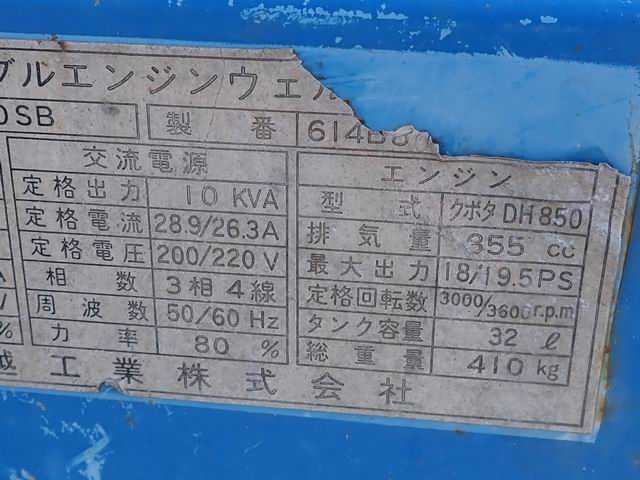 ブルエンジンウェル
0SB 製番 614B8
交流電源 エンジン
定格出力 10 KVA 型式 クボタ DH850
定格電流 28.9/26.3A 排気量 855 cc
定格電圧 200/220 V 最大出力 18/19.5PS
相数 3相4線 定格回転数 3000/3600r.p.m
周波数 50/60 Hz タンク容量 32 ℓ
力率 80 % 総重量 410 kg
工業株式会社